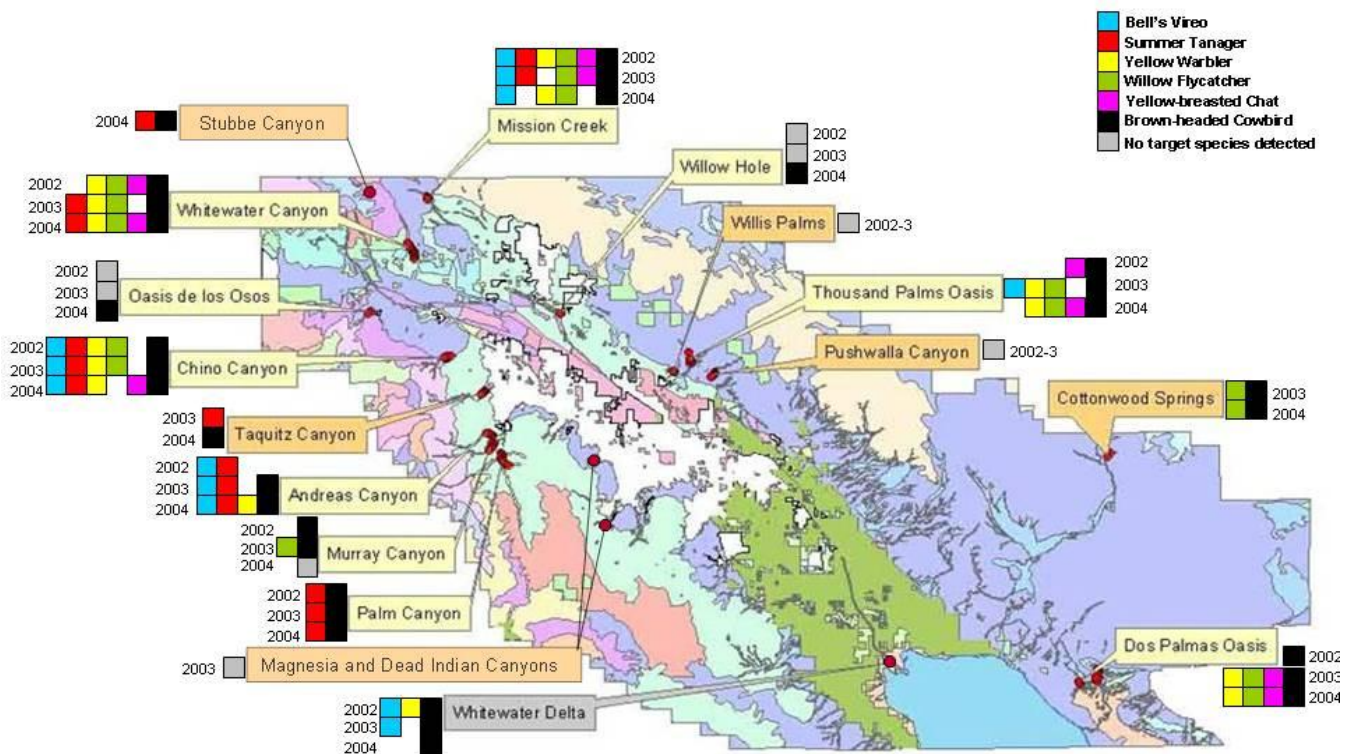 Bell's Vireo
Summer Tanager
Yellow Warbler
Willow Flycatcher
Yellow-breasted Chat
Brown-headed Cowbird
No target species detected
2002
2003
2004
Mission Creek
2004
Stubbe Canyon
2002
2003
2004
Willow Hole
2002
2003
2004
Whitewater Canyon
Willis Palms
2002-3
2002
2003
2004
Oasis de los Osos
2002
2003
2004
Thousand Palms Oasis
2002
2003
2004
Chino Canyon
Pushwalla Canyon
2002-3
Cottonwood Springs
2003
2004
2003
2004
Taquitz Canyon
2002
2003
2004
Andreas Canyon
2002
2003
2004
Murray Canyon
2002
2003
2004
Palm Canyon
2003
Magnesia and Dead Indian Canyons
Dos Palmas Oasis
2002
2003
2004
2002
2003
2004
Whitewater Delta